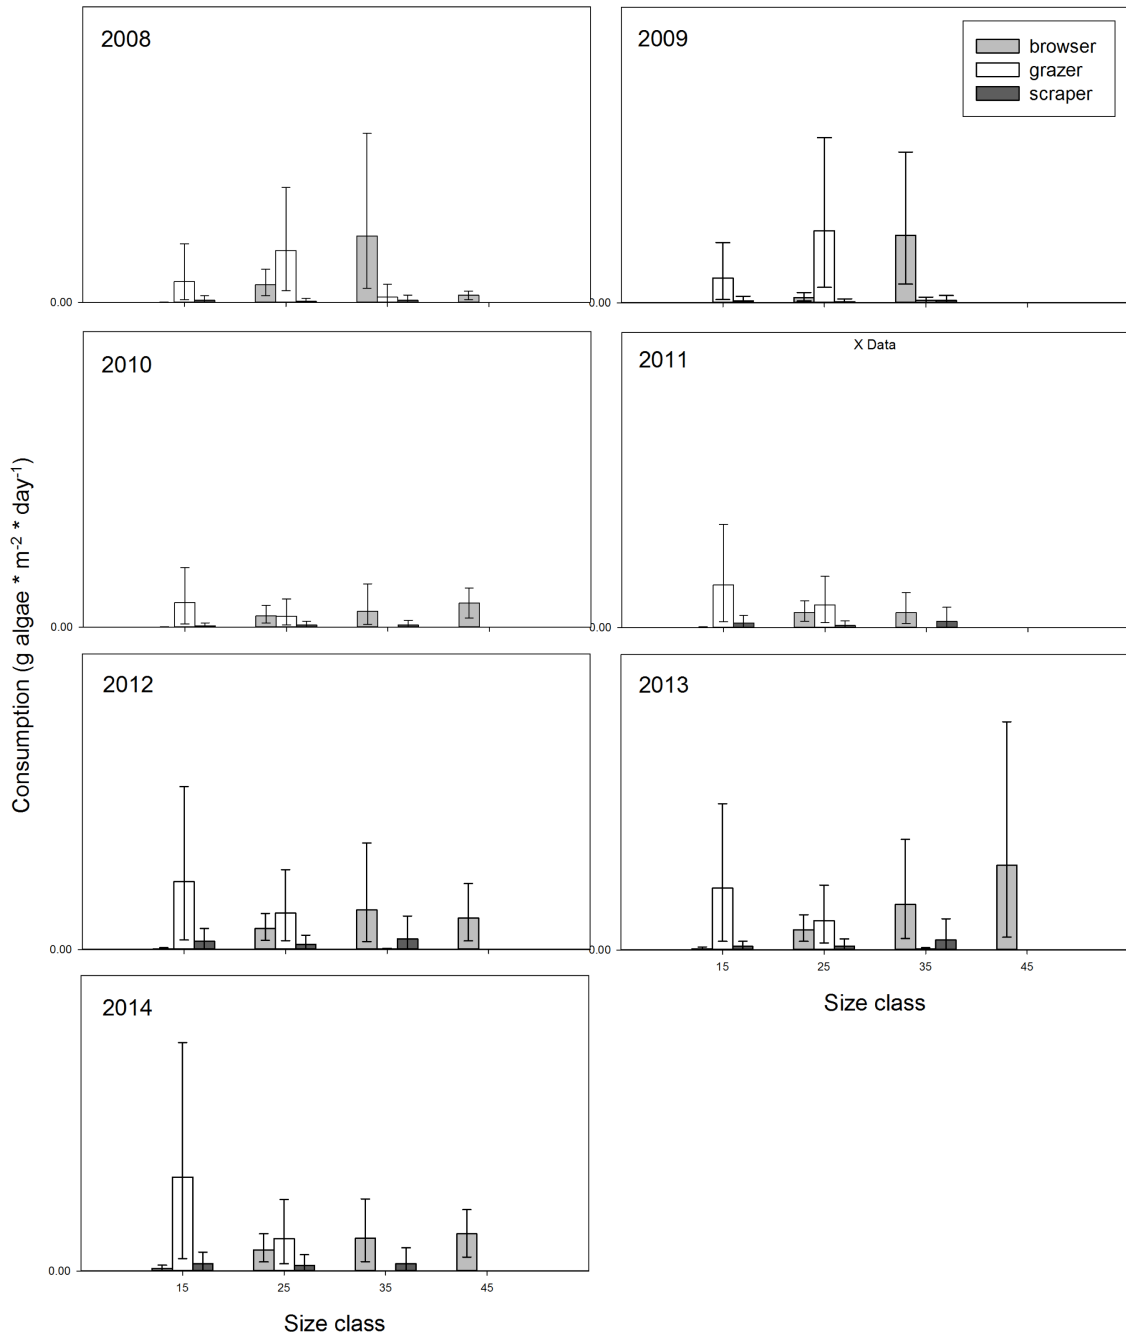 2008
2009
browser
grazer
scraper
0.00
0.00
2010
X Data
2011
0.00
0.00
Consumption (g algae * m-2 * day-1)
2012
2013
0.00
0.00
15 25 35 45
Size class
2014
0.00
15 25 35 45
Size class